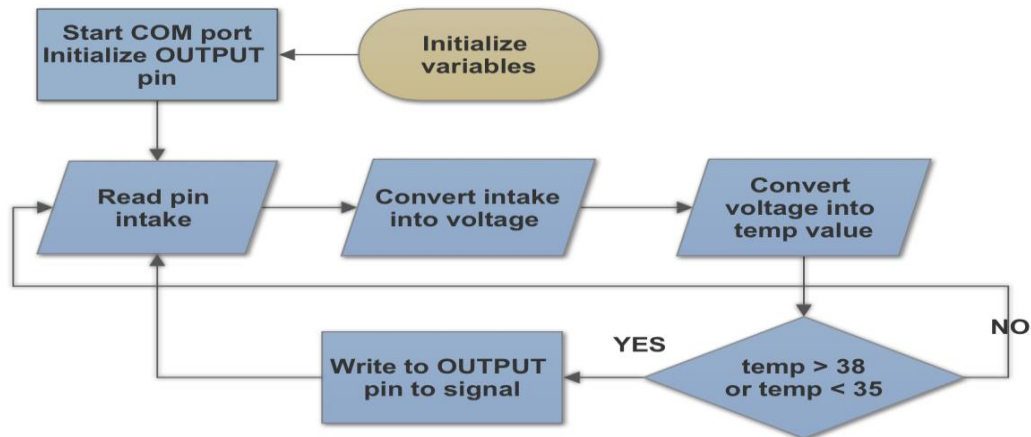 Start COM port
Initialize OUTPUT
pin
Initialize
variables
Read pin
intake
Convert intake
into voltage
Convert
voltage into
temp value
NO
YES
Write to OUTPUT
pin to signal
temp > 38
or temp < 35